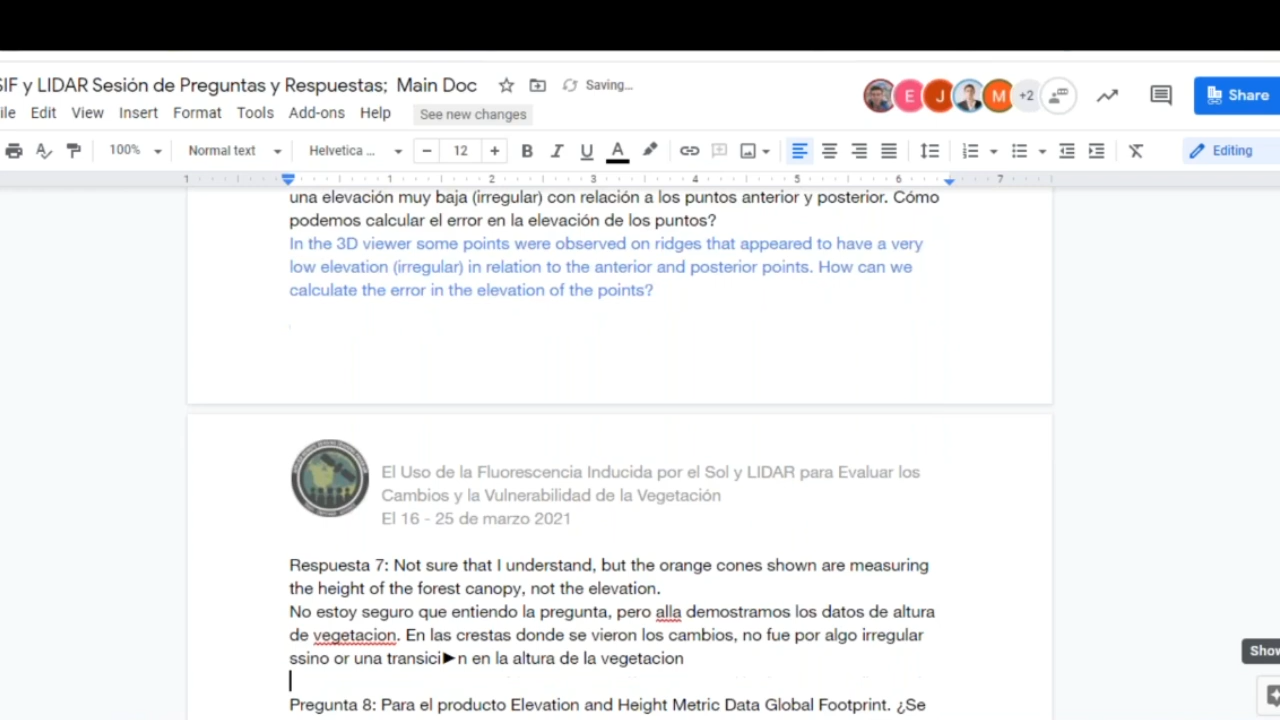 SIF y LIDAR Sesión de Preguntas y Respuestas; Main Doc Saving...
E J M +2 Share
ile Edit View Insert Format Tools Add-ons Help See new changes
100% Normal text Helvetica ... − 12 + B I U A Editing
1 1 2 3 4 5 6 7
una elevación muy baja (irregular) con relación a los puntos anterior y posterior. Cómo
podemos calcular el error en la elevación de los puntos?
In the 3D viewer some points were observed on ridges that appeared to have a very
low elevation (irregular) in relation to the anterior and posterior points. How can we
calculate the error in the elevation of the points?
El Uso de la Fluorescencia Inducida por el Sol y LIDAR para Evaluar los
Cambios y la Vulnerabilidad de la Vegetación
El 16 - 25 de marzo 2021
Respuesta 7: Not sure that I understand, but the orange cones shown are measuring
the height of the forest canopy, not the elevation.
No estoy seguro que entiendo la pregunta, pero alla demostramos los datos de altura
de vegetacion. En las crestas donde se vieron los cambios, no fue por algo irregular
ssino or una transici►n en la altura de la vegetacion
Show
Pregunta 8: Para el producto Elevation and Height Metric Data Global Footprint. ¿Se